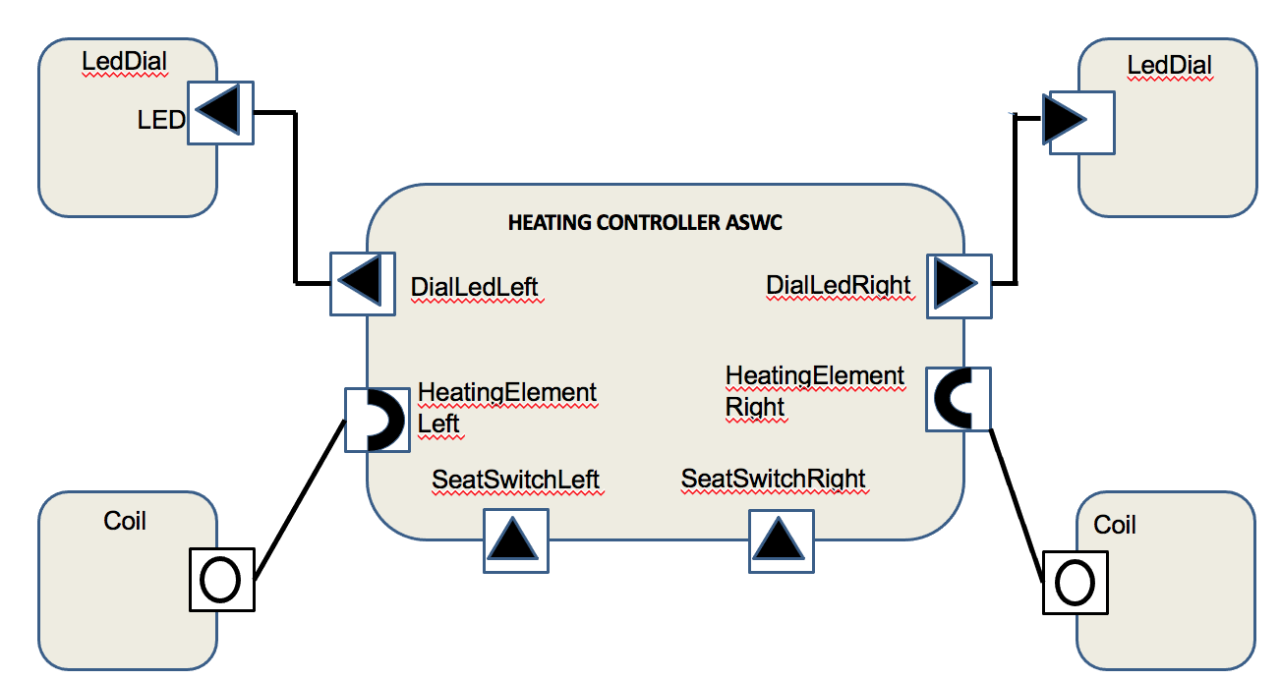 LedDial
LedDial
LED
HEATING CONTROLLER ASWC
DialLedLeft
DialLedRight
HeatingElement
Left
HeatingElement
Right
SeatSwitchLeft
SeatSwitchRight
Coil
Coil